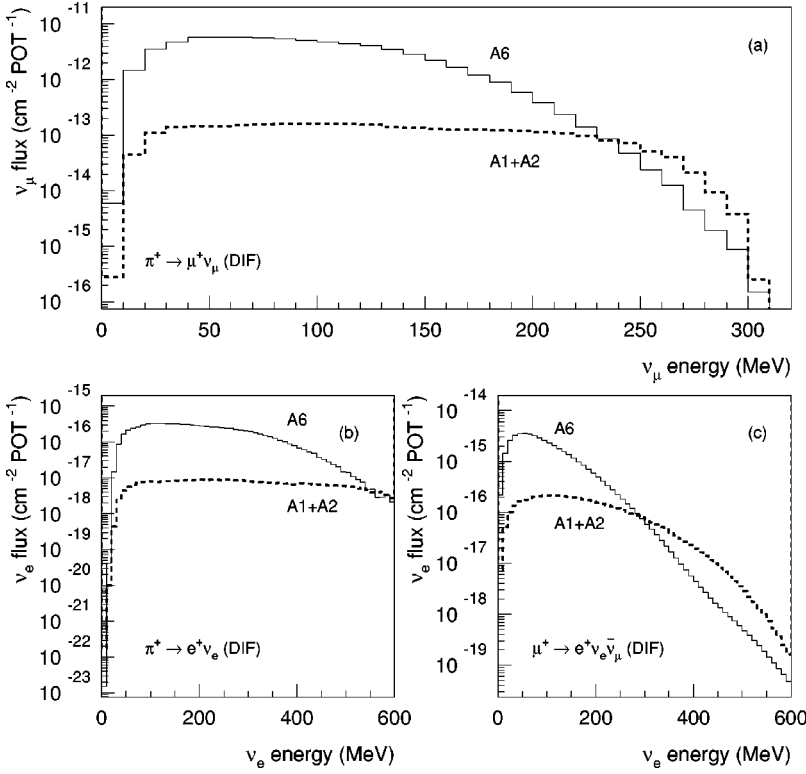 ν_μ flux (cm⁻² POT⁻¹)
10⁻¹¹
10⁻¹²
10⁻¹³
10⁻¹⁴
10⁻¹⁵
10⁻¹⁶
(a)
A6
A1+A2
π⁺ → μ⁺ν_μ (DIF)
0 50 100 150 200 250 300
ν_μ energy (MeV)
ν_e flux (cm⁻² POT⁻¹)
10⁻¹⁵
10⁻¹⁶
10⁻¹⁷
10⁻¹⁸
10⁻¹⁹
10⁻²⁰
10⁻²¹
10⁻²²
10⁻²³
(b)
A6
A1+A2
π⁺ → e⁺ν_e (DIF)
0 200 400 600
ν_e energy (MeV)
ν_e flux (cm⁻² POT⁻¹)
10⁻¹⁴
10⁻¹⁵
10⁻¹⁶
10⁻¹⁷
10⁻¹⁸
10⁻¹⁹
(c)
A6
A1+A2
μ⁺ → e⁺ν_e ν̄_μ (DIF)
0 200 400 600
ν_e energy (MeV)